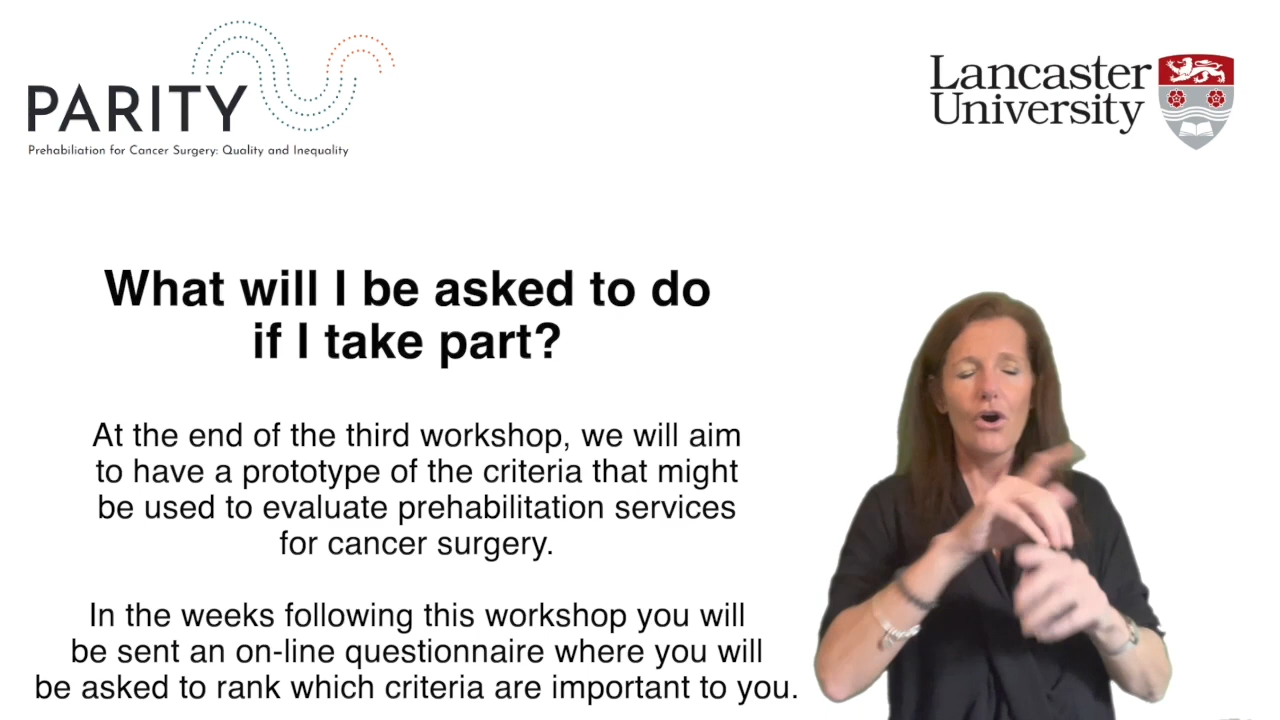 PARITY
Prehabiliation for Cancer Surgery: Quality and Inequality
Lancaster
University
What will I be asked to do
if I take part?
At the end of the third workshop, we will aim
to have a prototype of the criteria that might
be used to evaluate prehabilitation services
for cancer surgery.
In the weeks following this workshop you will
be sent an on-line questionnaire where you will
be asked to rank which criteria are important to you.